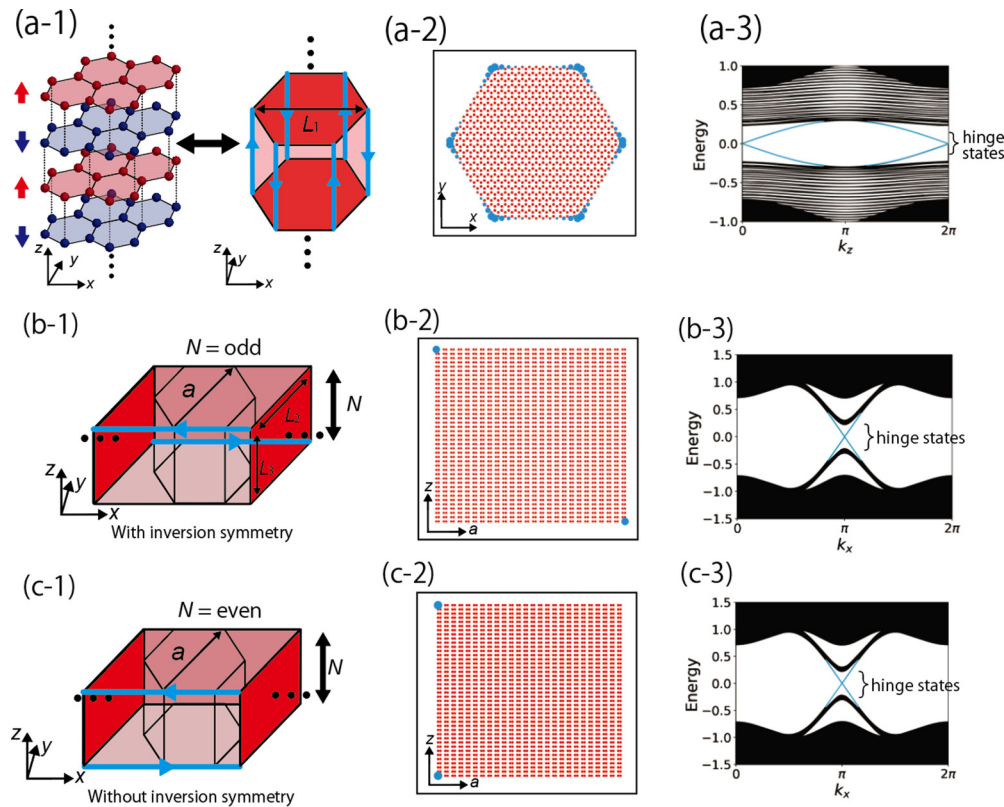 (a-1)
L1
z
y
x
z
y
x
(a-2)
y
x
(a-3)
Energy
1.0
0.5
0.0
−0.5
−1.0
0
π
2π
kz
hinge
states
(b-1)
N = odd
a
L2
L3
N
z
y
x
With inversion symmetry
(b-2)
z
a
(b-3)
Energy
1.5
1.0
0.5
0.0
−0.5
−1.0
−1.5
0
π
2π
kx
hinge states
(c-1)
N = even
a
N
z
y
x
Without inversion symmetry
(c-2)
z
a
(c-3)
Energy
1.5
1.0
0.5
0.0
−0.5
−1.0
−1.5
0
π
2π
kx
hinge states